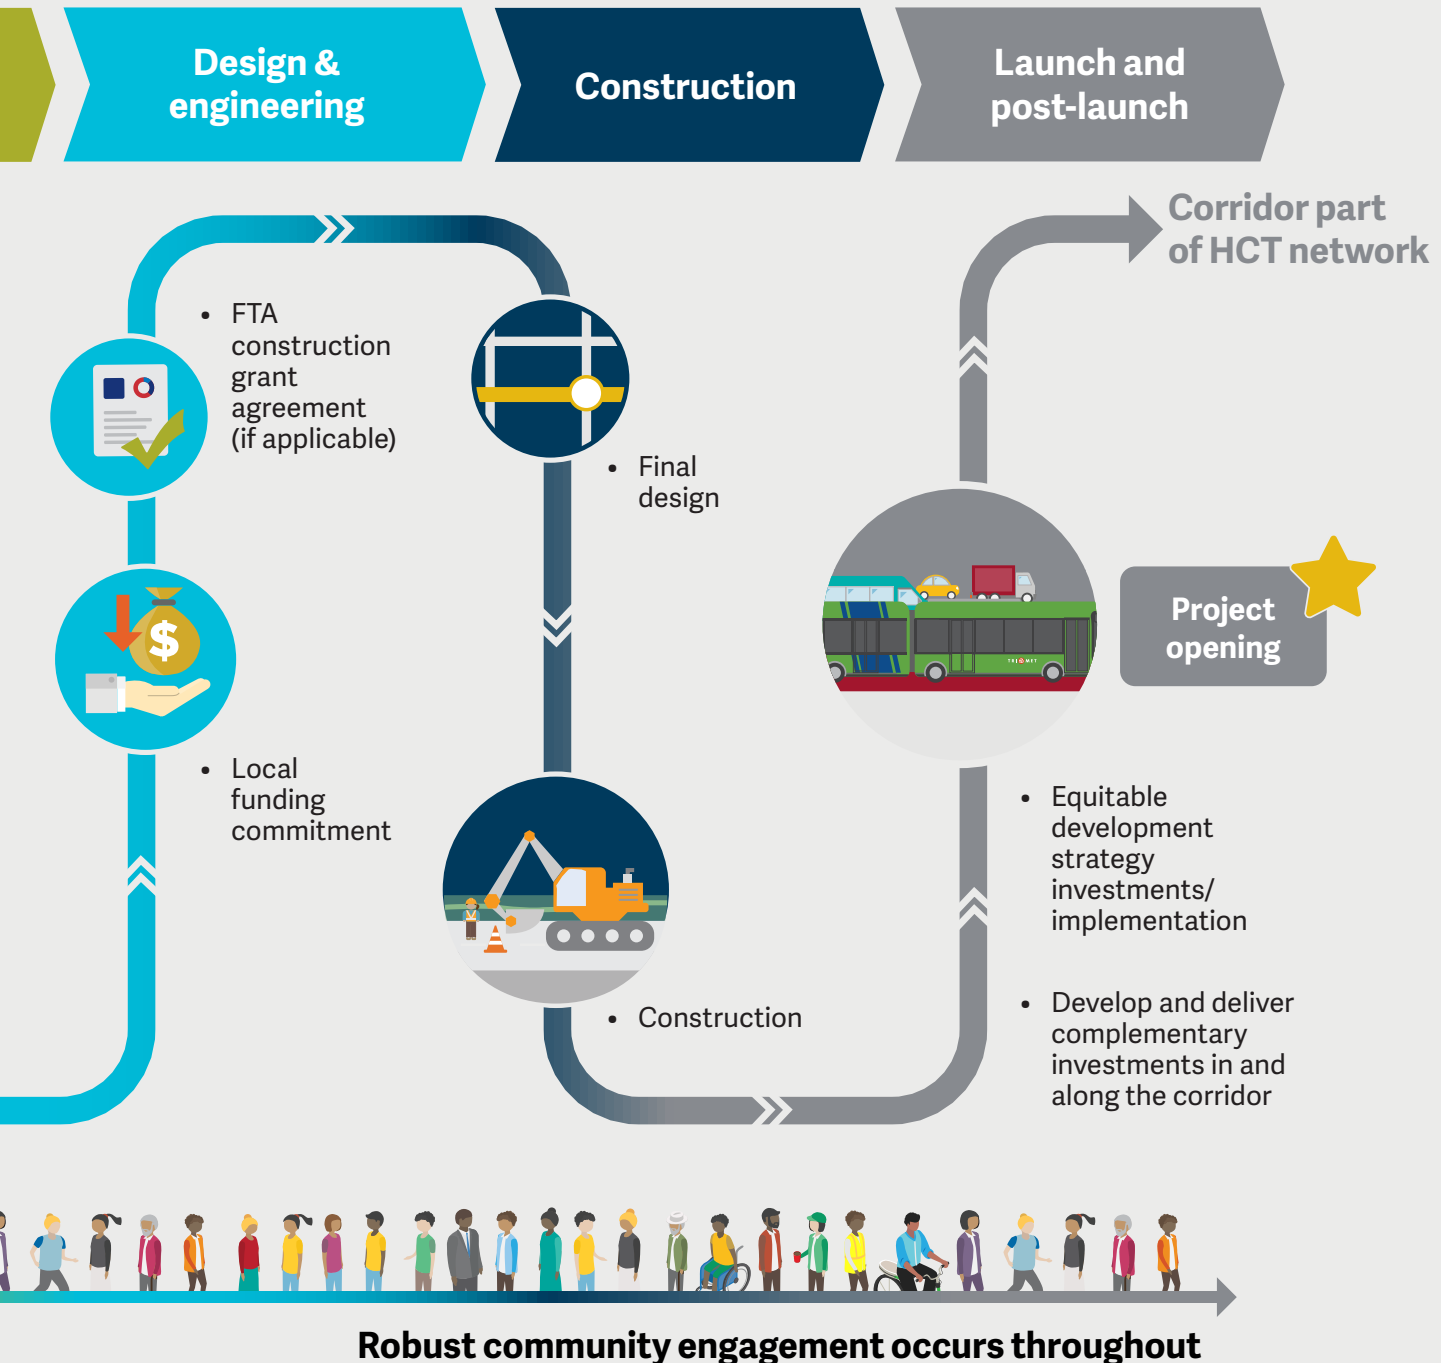 Design &
engineering
Construction
Launch and
post-launch
Corridor part
of HCT network
• FTA
construction
grant
agreement
(if applicable)
• Local
funding
commitment
$
• Final
design
• Construction
TRI MET
Project
opening
• Equitable
development
strategy
investments/
implementation
• Develop and deliver
complementary
investments in and
along the corridor
Robust community engagement occurs throughout